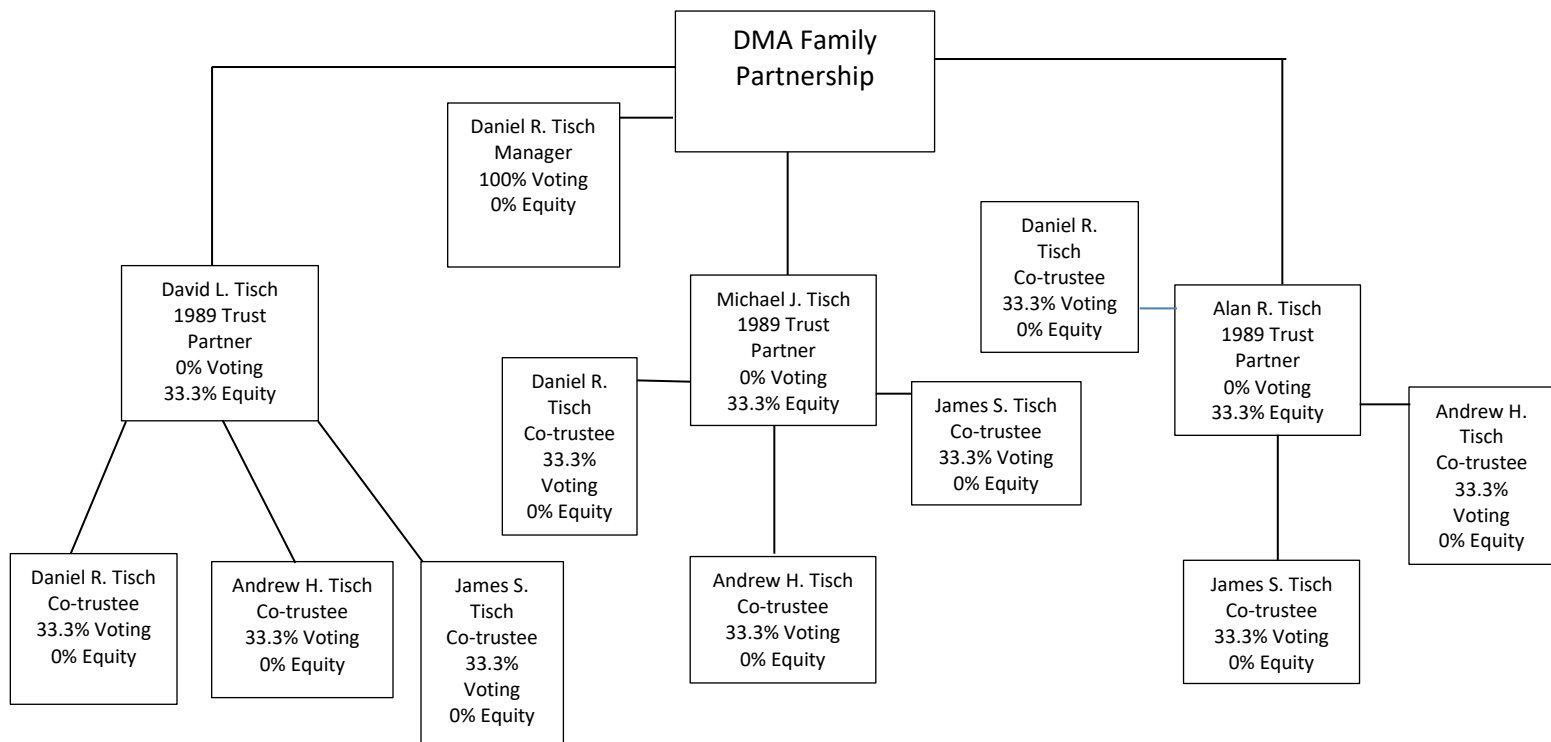 DMA Family
Partnership
Daniel R. Tisch
Manager
100% Voting
0% Equity
David L. Tisch
1989 Trust
Partner
0% Voting
33.3% Equity
Michael J. Tisch
1989 Trust
Partner
0% Voting
33.3% Equity
Daniel R.
Tisch
Co-trustee
33.3% Voting
0% Equity
Alan R. Tisch
1989 Trust
Partner
0% Voting
33.3% Equity
Daniel R.
Tisch
Co-trustee
33.3%
Voting
0% Equity
James S. Tisch
Co-trustee
33.3% Voting
0% Equity
Andrew H.
Tisch
Co-trustee
33.3%
Voting
0% Equity
Daniel R. Tisch
Co-trustee
33.3% Voting
0% Equity
Andrew H. Tisch
Co-trustee
33.3% Voting
0% Equity
James S.
Tisch
Co-trustee
33.3%
Voting
0% Equity
Andrew H. Tisch
Co-trustee
33.3% Voting
0% Equity
James S. Tisch
Co-trustee
33.3% Voting
0% Equity